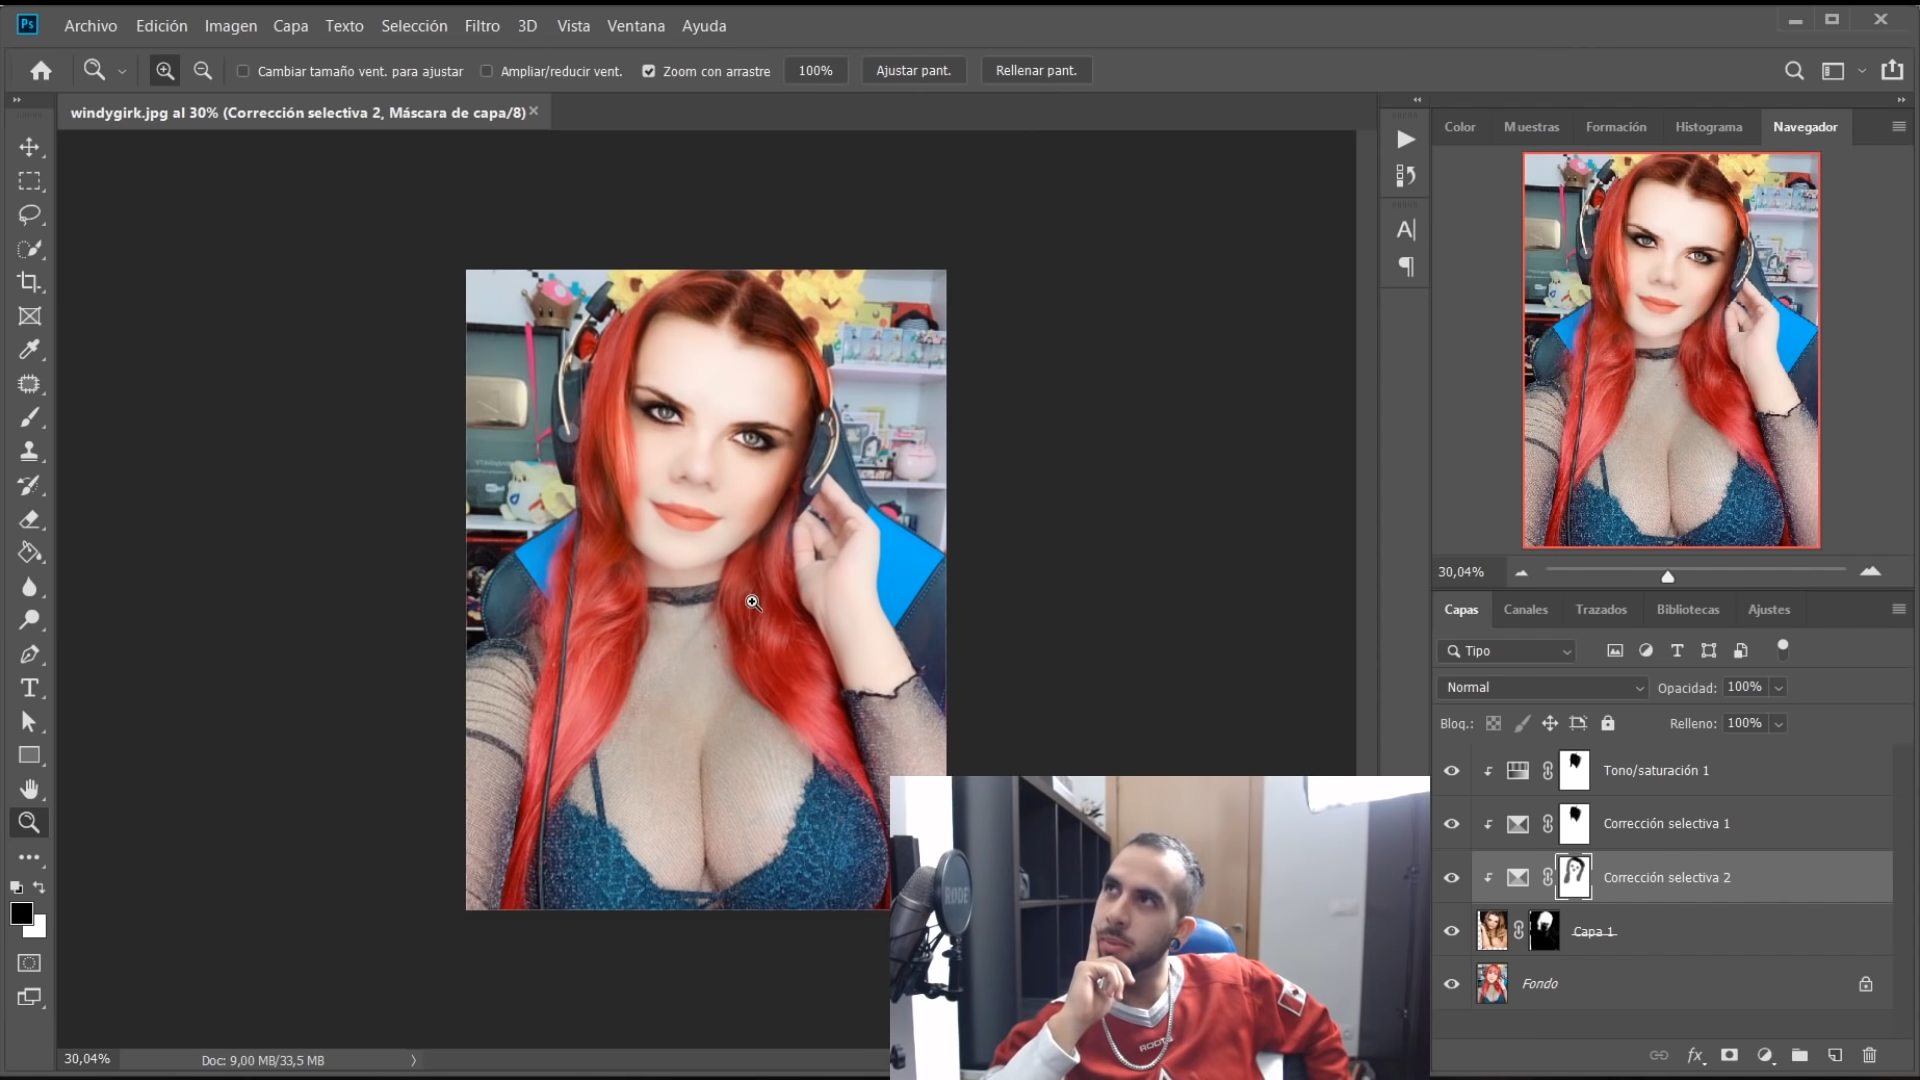 Ps Archivo Edición Imagen Capa Texto Selección Filtro 3D Vista Ventana Ayuda
Cambiar tamaño vent. para ajustar Ampliar/reducir vent. Zoom con arrastre 100% Ajustar pant. Rellenar pant.
windygirk.jpg al 30% (Corrección selectiva 2, Máscara de capa/8)
Color Muestras Formación Histograma Navegador
30,04%
Capas Canales Trazados Bibliotecas Ajustes
Tipo
Normal Opacidad: 100%
Bloq.: Relleno: 100%
Tono/saturación 1
Corrección selectiva 1
Corrección selectiva 2
Capa 1
Fondo
RODE
30,04% Doc: 9,00 MB/33,5 MB